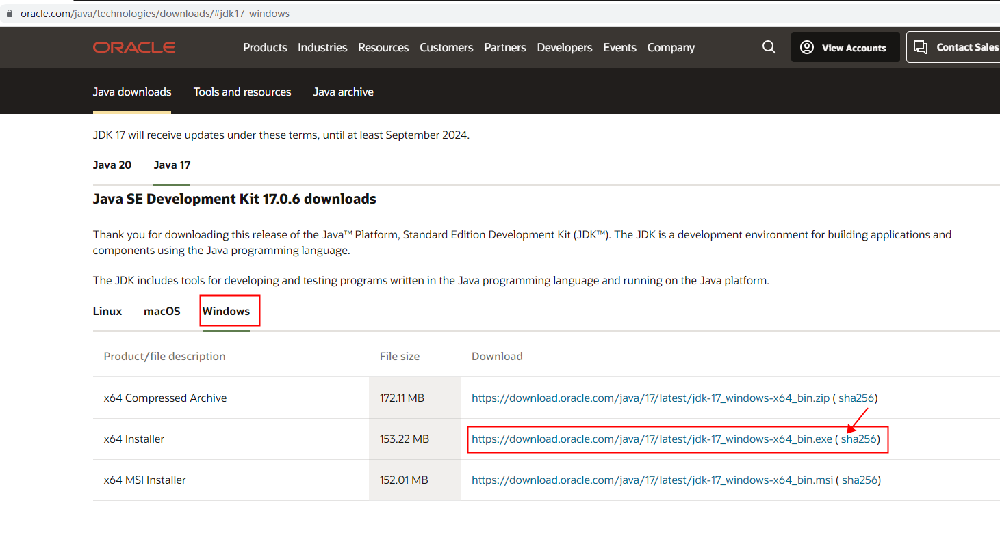 oracle.com/java/technologies/downloads/#jdk17-windows
ORACLE Products Industries Resources Customers Partners Developers Events Company View Accounts Contact Sales
Java downloads Tools and resources Java archive
JDK 17 will receive updates under these terms, until at least September 2024.
Java 20 Java 17
Java SE Development Kit 17.0.6 downloads
Thank you for downloading this release of the Java™ Platform, Standard Edition Development Kit (JDK™). The JDK is a development environment for building applications and
components using the Java programming language.
The JDK includes tools for developing and testing programs written in the Java programming language and running on the Java platform.
Linux macOS Windows
Product/file description File size Download
x64 Compressed Archive 172.11 MB https://download.oracle.com/java/17/latest/jdk-17_windows-x64_bin.zip ( sha256)
x64 Installer 153.22 MB https://download.oracle.com/java/17/latest/jdk-17_windows-x64_bin.exe ( sha256)
x64 MSI Installer 152.01 MB https://download.oracle.com/java/17/latest/jdk-17_windows-x64_bin.msi ( sha256)